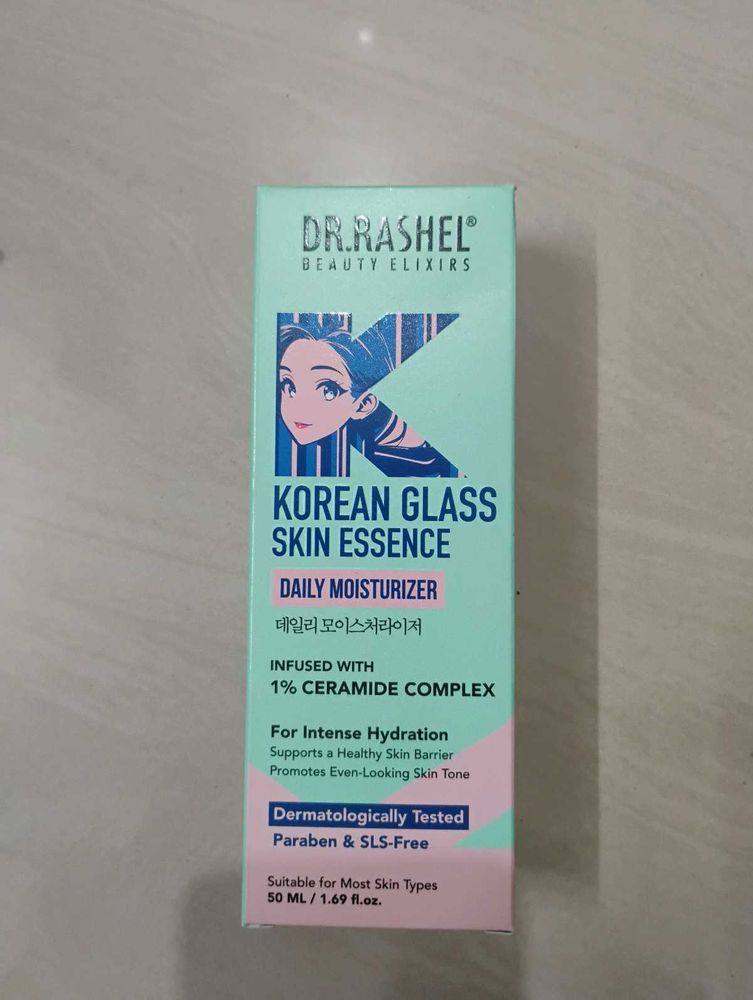 DR.RASHEL®
BEAUTY ELIXIRS
K
KOREAN GLASS
SKIN ESSENCE
DAILY MOISTURIZER
데일리 모이스처라이저
INFUSED WITH
1% CERAMIDE COMPLEX
For Intense Hydration
Supports a Healthy Skin Barrier
Promotes Even-Looking Skin Tone
Dermatologically Tested
Paraben & SLS-Free
Suitable for Most Skin Types
50 ML / 1.69 fl.oz.